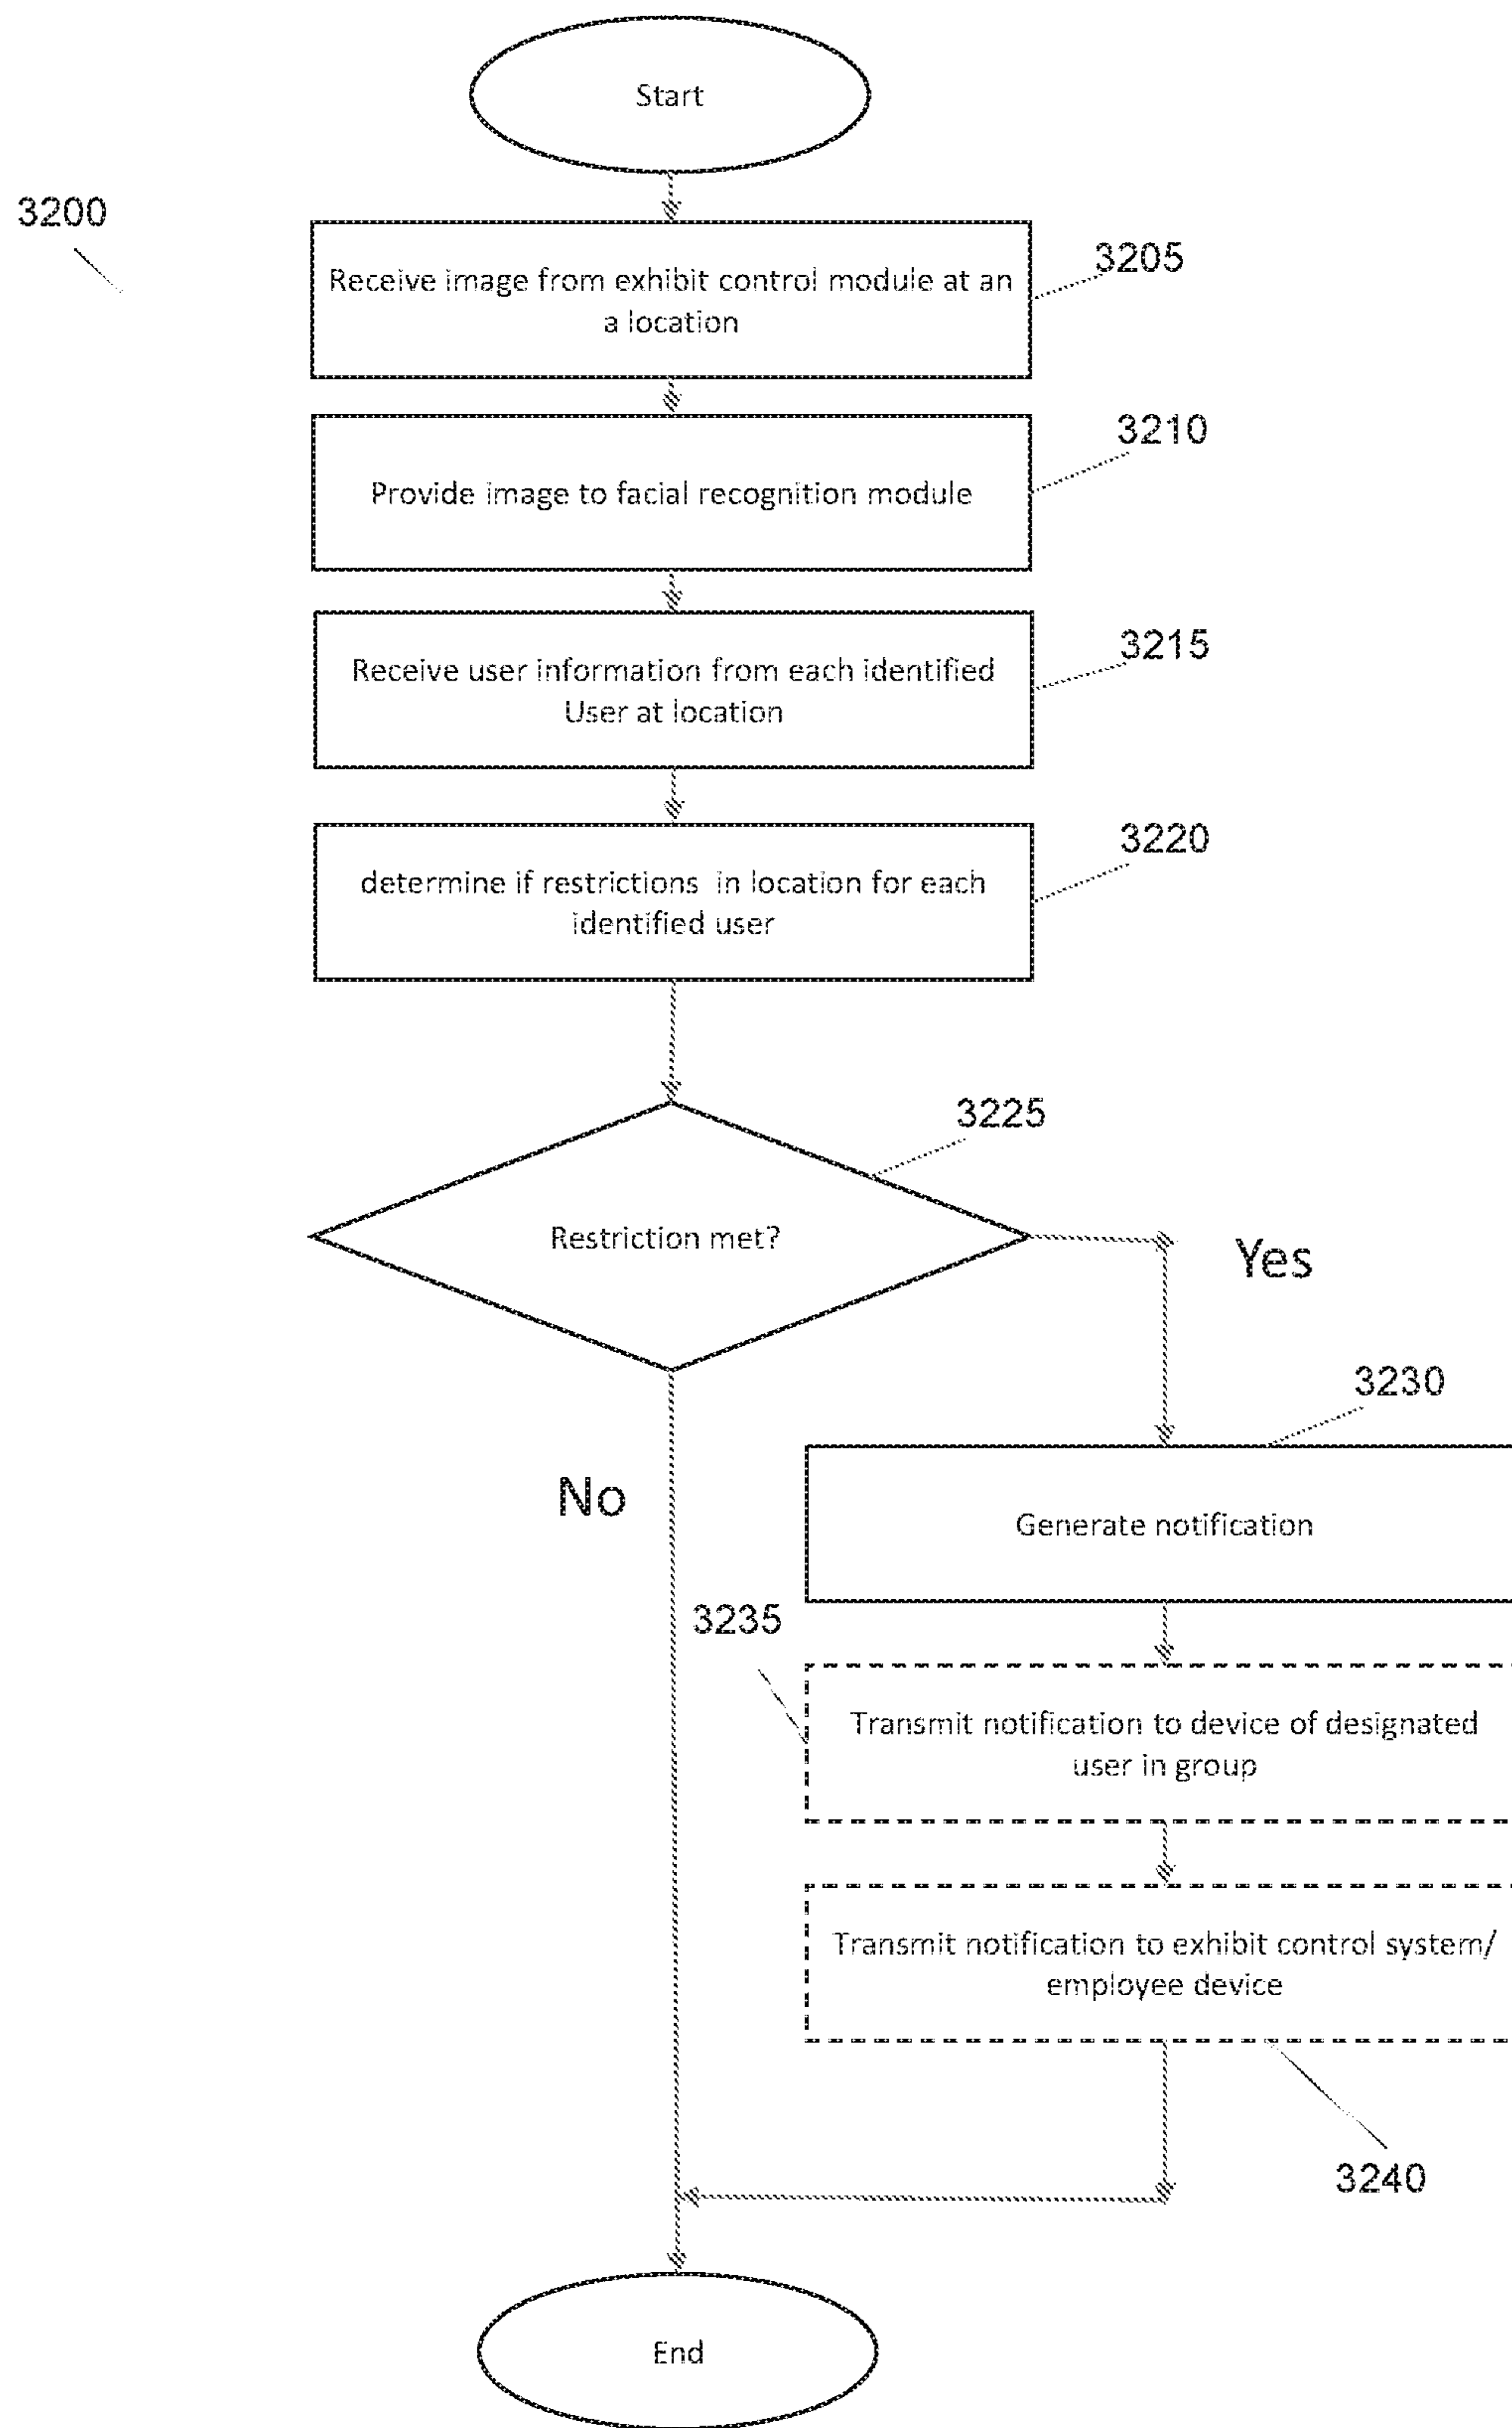 Start
3200
3205
Receive image from exhibit control module at an
a location
3210
Provide image to facial recognition module
3215
Receive user information from each identified
User at location
3220
determine if restrictions in location for each
identified user
3225
Restriction met?
Yes
3230
No
Generate notification
3235
Transmit notification to device of designated
user in group
Transmit notification to exhibit control system/
employee device
3240
End